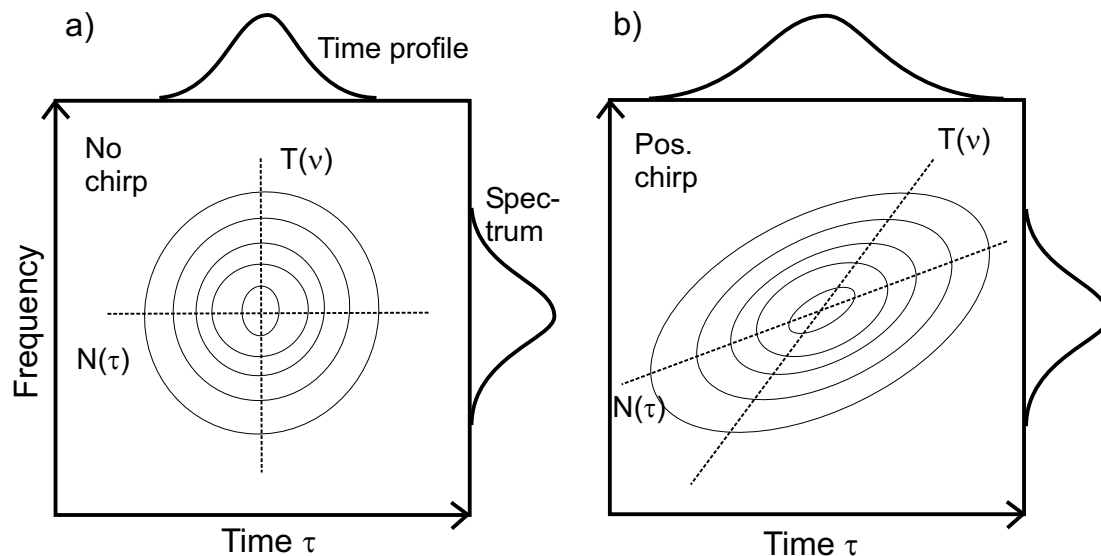 a)
Time profile
No
chirp
T(ν)
Spec-
trum
N(τ)
Frequency
Time τ
b)
Pos.
chirp
T(ν)
N(τ)
Time τ